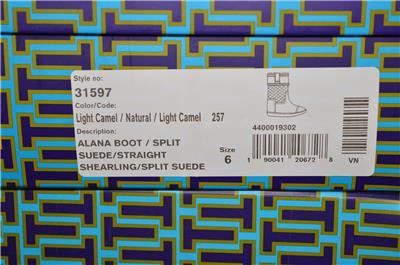 Style no:
31597
Color/Code:
Light Camel / Natural / Light Camel 257
Description:
ALANA BOOT / SPLIT
SUEDE/STRAIGHT
SHEARLING/SPLIT SUEDE
Size
6
4400019302
1 90041 20672 8
VN